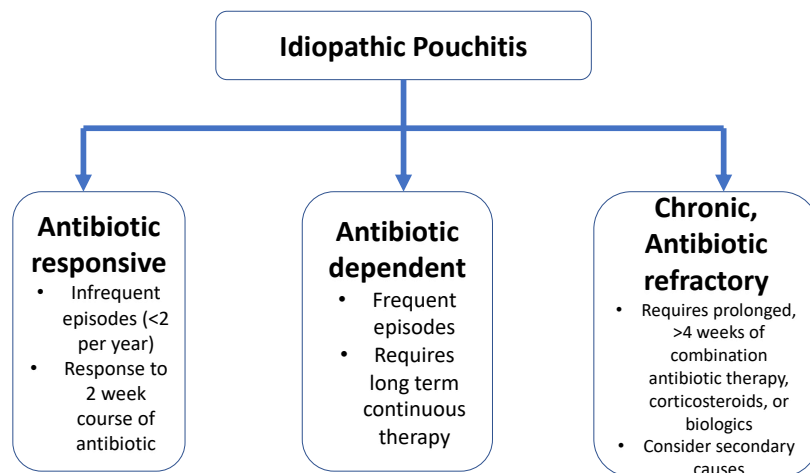 Idiopathic Pouchitis
Antibiotic
responsive
• Infrequent
episodes (<2
per year)
• Response to
2 week
course of
antibiotic
Antibiotic
dependent
• Frequent
episodes
• Requires
long term
continuous
therapy
Chronic,
Antibiotic
refractory
• Requires prolonged,
>4 weeks of
combination
antibiotic therapy,
corticosteroids, or
biologics
• Consider secondary
causes